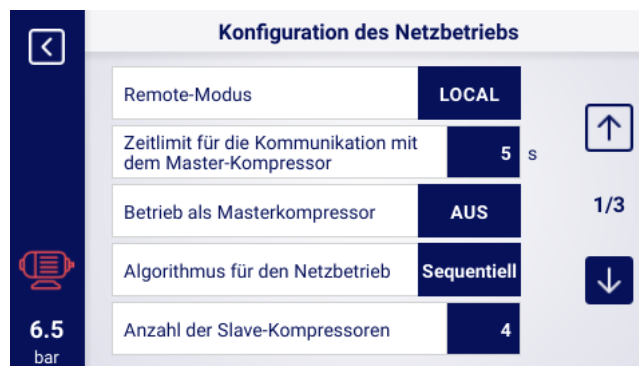 Konfiguration des Netzbetriebs
Remote-Modus LOCAL
Zeitlimit für die Kommunikation mit
dem Master-Kompressor 5 s
Betrieb als Masterkompressor AUS
1/3
Algorithmus für den Netzbetrieb Sequentiell
Anzahl der Slave-Kompressoren 4
6.5
bar